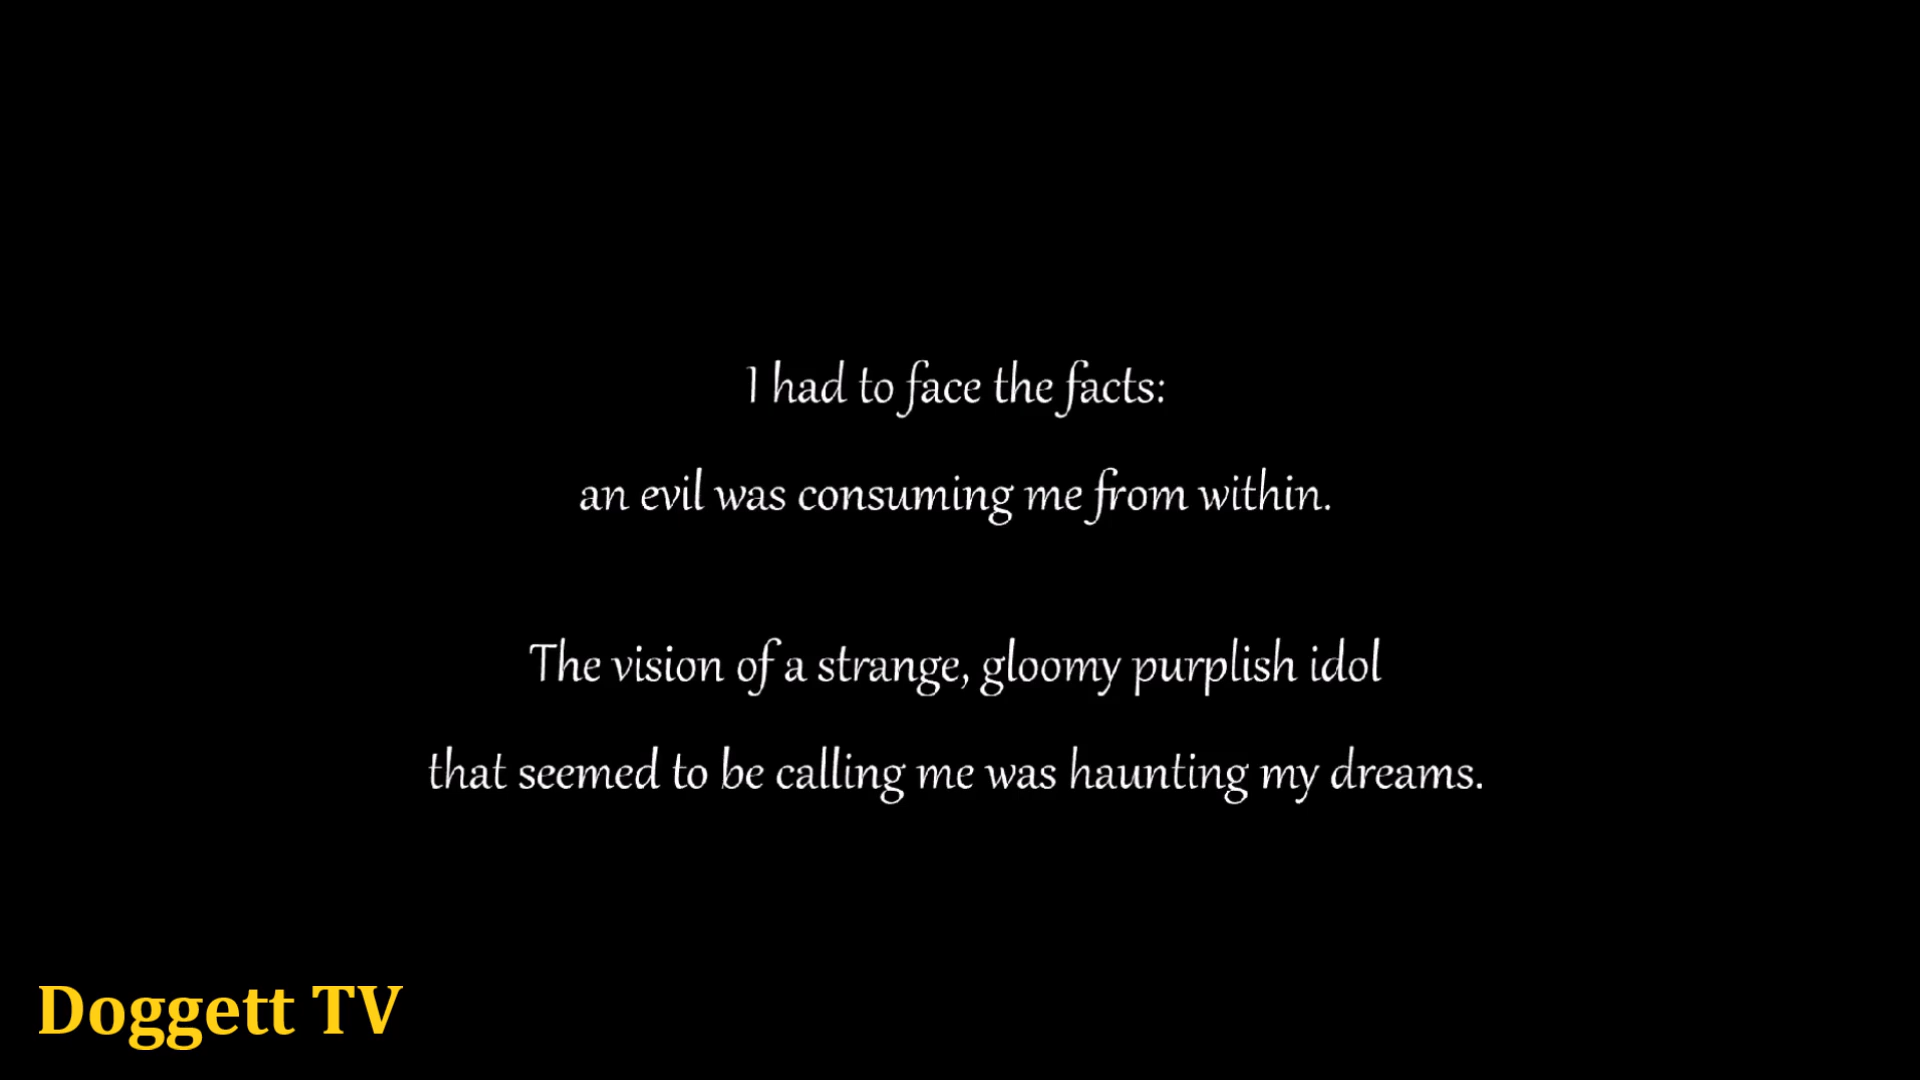 I had to face the facts:
an evil was consuming me from within.
The vision of a strange, gloomy purplish idol
that seemed to be calling me was haunting my dreams.
Doggett TV